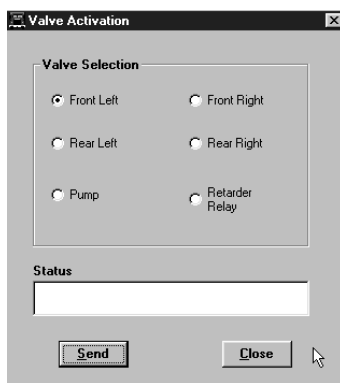 Valve Activation
Valve Selection
Front Left
Front Right
Rear Left
Rear Right
Pump
Retarder
Relay
Status
Send
Close